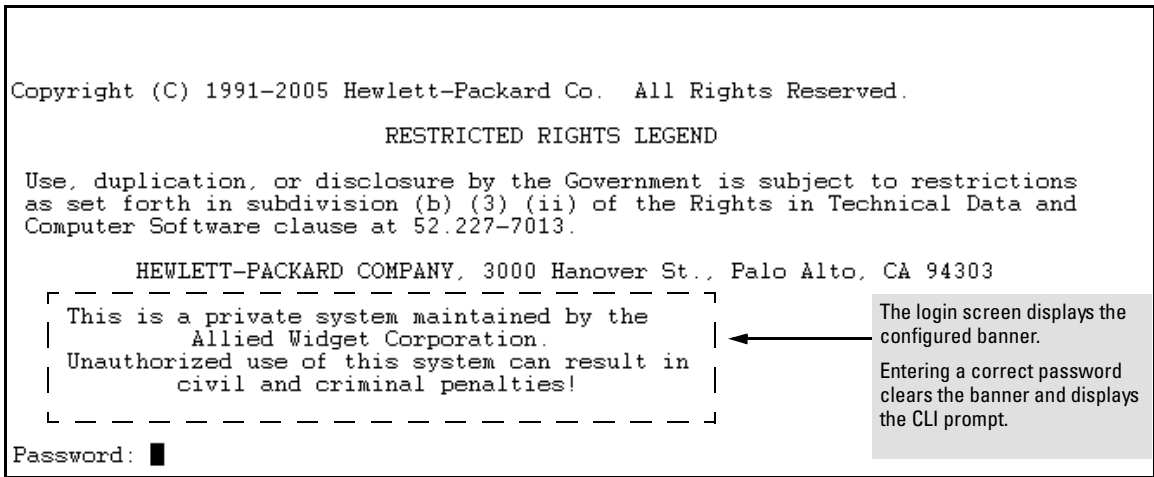 Copyright (C) 1991-2005 Hewlett-Packard Co.  All Rights Reserved.
RESTRICTED RIGHTS LEGEND
Use, duplication, or disclosure by the Government is subject to restrictions
as set forth in subdivision (b) (3) (ii) of the Rights in Technical Data and
Computer Software clause at 52.227-7013.
HEWLETT-PACKARD COMPANY, 3000 Hanover St., Palo Alto, CA 94303
This is a private system maintained by the
Allied Widget Corporation.
Unauthorized use of this system can result in
civil and criminal penalties!
The login screen displays the
configured banner.
Entering a correct password
clears the banner and displays
the CLI prompt.
Password: